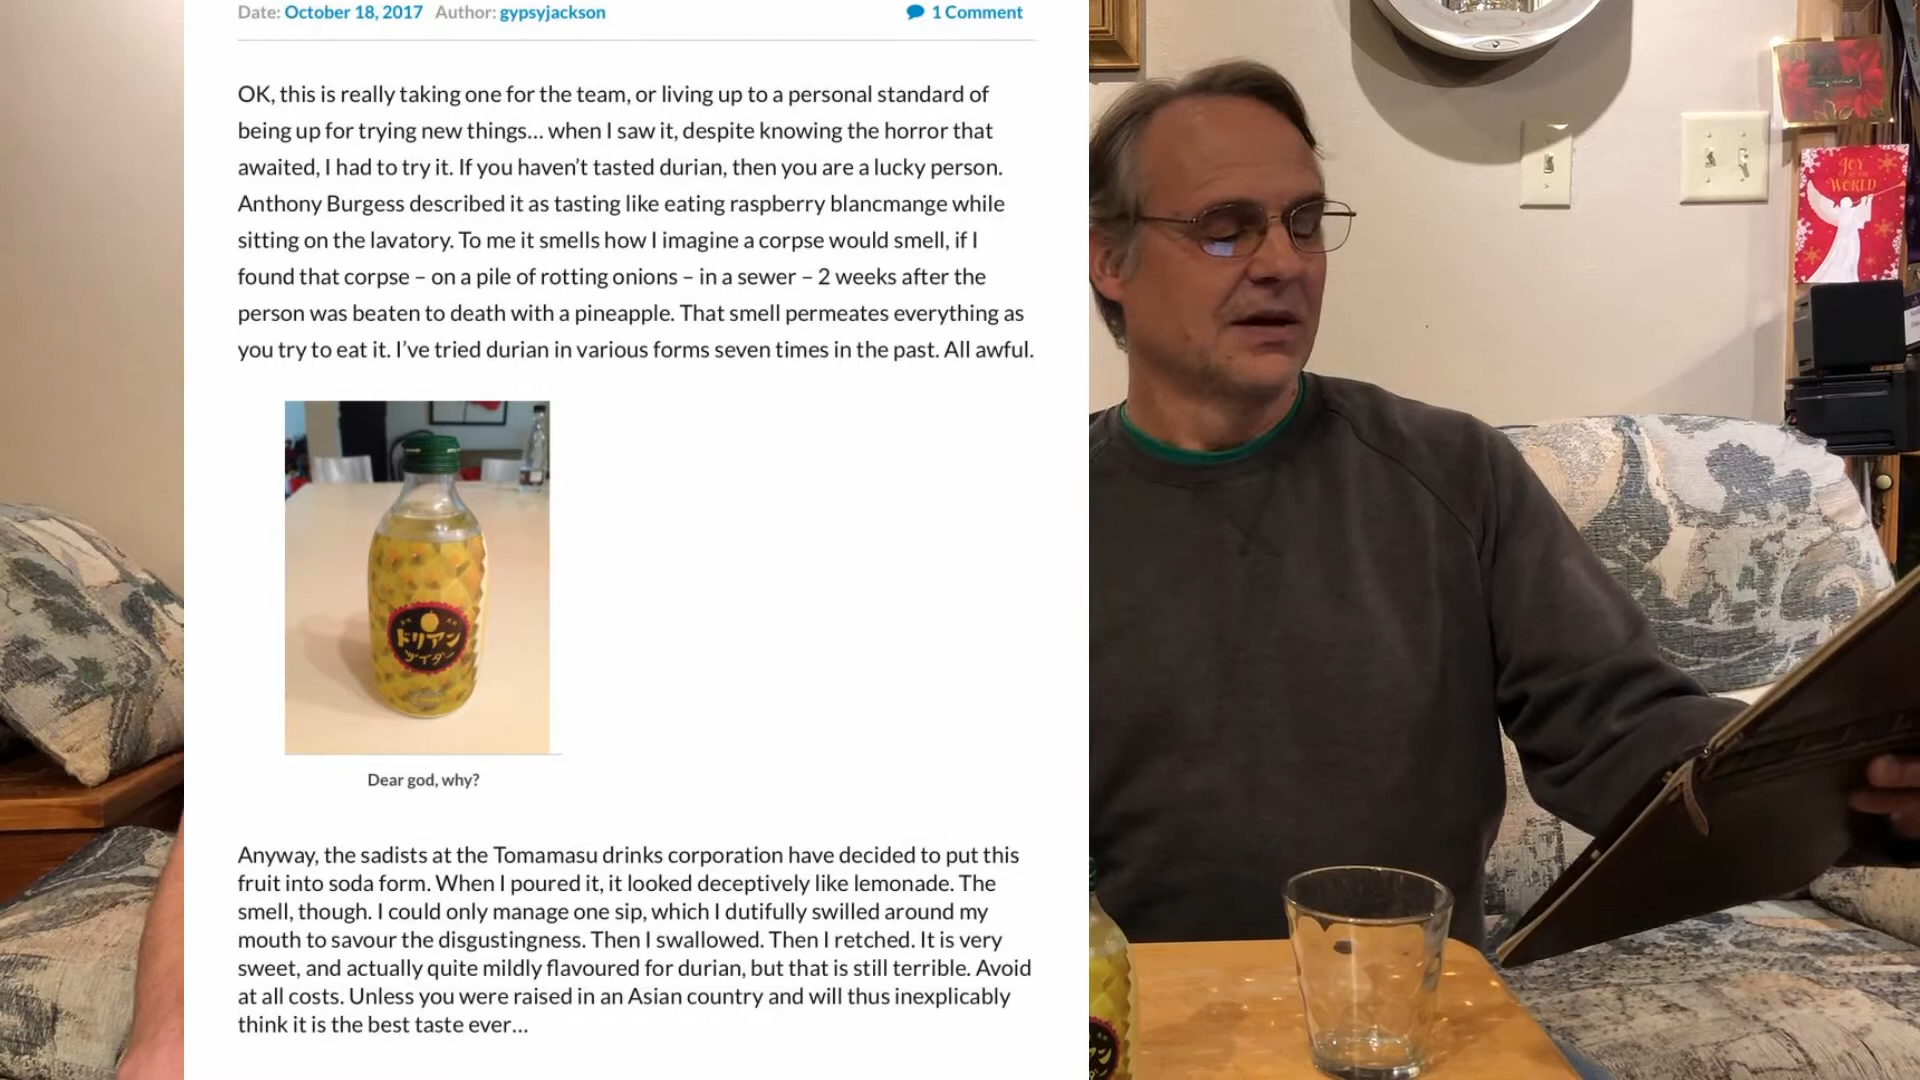 Date: October 18, 2017 Author: gypsyjackson 1 Comment
OK, this is really taking one for the team, or living up to a personal standard of
being up for trying new things… when I saw it, despite knowing the horror that
awaited, I had to try it. If you haven’t tasted durian, then you are a lucky person.
Anthony Burgess described it as tasting like eating raspberry blancmange while
sitting on the lavatory. To me it smells how I imagine a corpse would smell, if I
found that corpse – on a pile of rotting onions – in a sewer – 2 weeks after the
person was beaten to death with a pineapple. That smell permeates everything as
you try to eat it. I’ve tried durian in various forms seven times in the past. All awful.
ドリアン
サイダー
Dear god, why?
Anyway, the sadists at the Tomamasu drinks corporation have decided to put this
fruit into soda form. When I poured it, it looked deceptively like lemonade. The
smell, though. I could only manage one sip, which I dutifully swilled around my
mouth to savour the disgustingness. Then I swallowed. Then I retched. It is very
sweet, and actually quite mildly flavoured for durian, but that is still terrible. Avoid
at all costs. Unless you were raised in an Asian country and will thus inexplicably
think it is the best taste ever…
JOY
WORLD